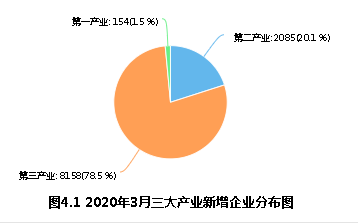 第一产业: 154(1.5 %)
第二产业: 2085(20.1 %)
第三产业: 8158(78.5 %)
图4.1 2020年3月三大产业新增企业分布图